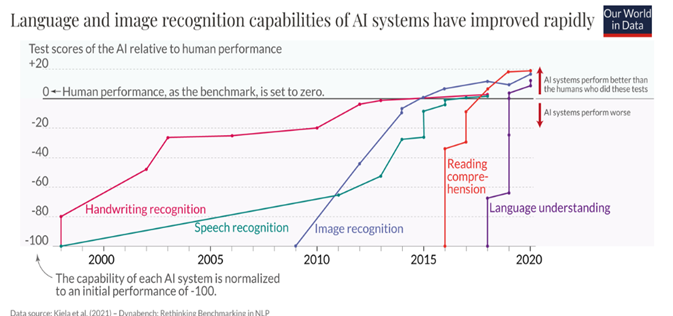 Language and image recognition capabilities of AI systems have improved rapidly
Our World
in Data
Test scores of the AI relative to human performance
+20
0
Human performance, as the benchmark, is set to zero.
AI systems perform better than
the humans who did these tests
AI systems perform worse
-20
-40
-60
-80
-100
Reading
compre-
hension
Handwriting recognition
Speech recognition
Image recognition
Language understanding
2000
2005
2010
2015
2020
The capability of each AI system is normalized
to an initial performance of -100.
Data source: Kiela et al. (2021) – Dynabench: Rethinking Benchmarking in NLP